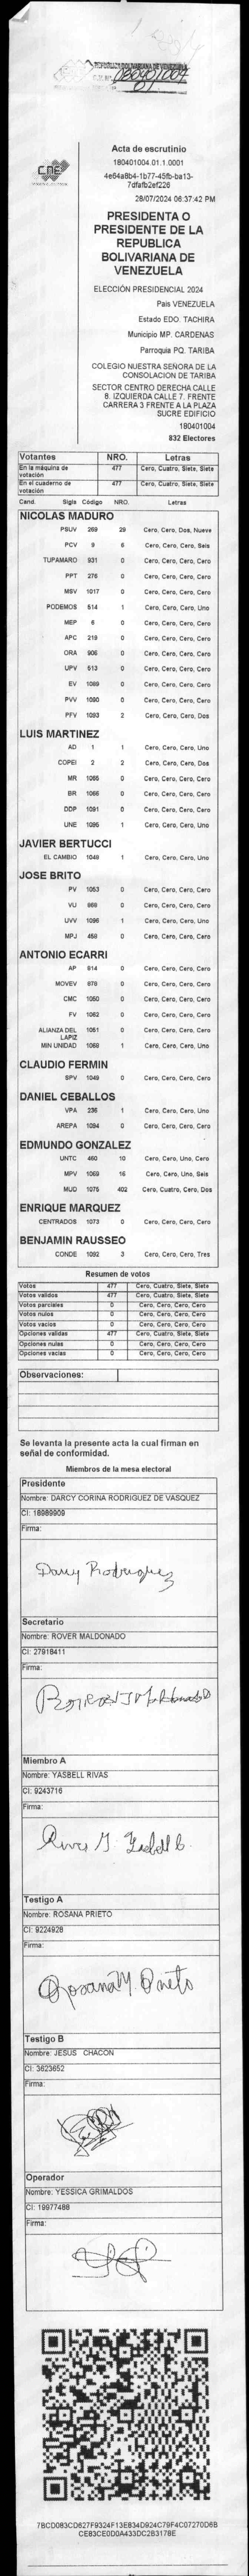 REPUBLICA BOLIVARIANA DE VENEZUELA
CNE
Acta de escrutinio
180401004.01.1.0001
4e64a8b4-1b77-45fb-ba13-
7dfafb2ef226
28/07/2024 06:37:42 PM
PRESIDENTA O
PRESIDENTE DE LA
REPUBLICA
BOLIVARIANA DE
VENEZUELA
ELECCIÓN PRESIDENCIAL 2024
Pais VENEZUELA
Estado EDO. TACHIRA
Municipio MP. CARDENAS
Parroquia PQ. TARIBA
COLEGIO NUESTRA SEÑORA DE LA
CONSOLACION DE TARIBA
SECTOR CENTRO DERECHA CALLE
8. IZQUIERDA CALLE 7. FRENTE
CARRERA 3 FRENTE A LA PLAZA
SUCRE EDIFICIO
180401004
832 Electores
Votantes NRO. Letras
En la máquina de votación 477 Cero, Cuatro, Siete, Siete
En el cuaderno de votación 477 Cero, Cuatro, Siete, Siete
Cand. Sigla Código NRO. Letras
NICOLAS MADURO
PSUV 269 29 Cero, Cero, Dos, Nueve
PCV 9 6 Cero, Cero, Cero, Seis
TUPAMARO 931 0 Cero, Cero, Cero, Cero
PPT 276 0 Cero, Cero, Cero, Cero
MSV 1017 0 Cero, Cero, Cero, Cero
PODEMOS 514 1 Cero, Cero, Cero, Uno
MEP 6 0 Cero, Cero, Cero, Cero
APC 219 0 Cero, Cero, Cero, Cero
ORA 906 0 Cero, Cero, Cero, Cero
UPV 513 0 Cero, Cero, Cero, Cero
EV 1089 0 Cero, Cero, Cero, Cero
PVV 1090 0 Cero, Cero, Cero, Cero
PFV 1093 2 Cero, Cero, Cero, Dos
LUIS MARTINEZ
AD 1 1 Cero, Cero, Cero, Uno
COPEI 2 2 Cero, Cero, Cero, Dos
MR 1065 0 Cero, Cero, Cero, Cero
BR 1066 0 Cero, Cero, Cero, Cero
DDP 1091 0 Cero, Cero, Cero, Cero
UNE 1095 1 Cero, Cero, Cero, Uno
JAVIER BERTUCCI
EL CAMBIO 1049 1 Cero, Cero, Cero, Uno
JOSE BRITO
PV 1053 0 Cero, Cero, Cero, Cero
VU 0 Cero, Cero, Cero, Cero
UVV 1096 1 Cero, Cero, Cero, Uno
MPJ 459 0 Cero, Cero, Cero, Cero
ANTONIO ECARRI
AP 914 0 Cero, Cero, Cero, Cero
MOVEV 978 0 Cero, Cero, Cero, Cero
CMC 1050 0 Cero, Cero, Cero, Cero
FV 1062 0 Cero, Cero, Cero, Cero
ALIANZA DEL LAPIZ 1051 0 Cero, Cero, Cero, Cero
MIN UNIDAD 1068 1 Cero, Cero, Cero, Uno
CLAUDIO FERMIN
SPV 1048 0 Cero, Cero, Cero, Cero
DANIEL CEBALLOS
VPA 235 1 Cero, Cero, Cero, Uno
AREPA 1094 0 Cero, Cero, Cero, Cero
EDMUNDO GONZALEZ
UNTC 460 10 Cero, Cero, Uno, Cero
MPV 1069 16 Cero, Cero, Uno, Seis
MUD 1075 402 Cero, Cuatro, Cero, Dos
ENRIQUE MARQUEZ
CENTRADOS 1073 0 Cero, Cero, Cero, Cero
BENJAMIN RAUSSEO
CONDE 1092 3 Cero, Cero, Cero, Tres
Resumen de votos
Votos 477 Cero, Cuatro, Siete, Siete
Votos validos 477 Cero, Cuatro, Siete, Siete
Votos parciales 0 Cero, Cero, Cero, Cero
Votos nulos 0 Cero, Cero, Cero, Cero
Votos vacios 0 Cero, Cero, Cero, Cero
Opciones validas 477 Cero, Cuatro, Siete, Siete
Opciones nulas 0 Cero, Cero, Cero, Cero
Opciones vacias 0 Cero, Cero, Cero, Cero
Observaciones:
Se levanta la presente acta la cual firman en
señal de conformidad.
Miembros de la mesa electoral
Presidente
Nombre: DARCY CORINA RODRIGUEZ DE VASQUEZ
CI: 18989909
Firma:
Darcy Rodriguez
Secretario
Nombre: ROVER MALDONADO
CI: 27918411
Firma:
Miembro A
Nombre: YASBELL RIVAS
CI: 9243716
Firma:
Testigo A
Nombre: ROSANA PRIETO
CI: 9224928
Firma:
Rosana M. Prieto
Testigo B
Nombre: JESUS CHACON
CI: 3623652
Firma:
Operador
Nombre: YESSICA GRIMALDOS
CI: 19977488
Firma:
7BCD083CD627F9324F13E834D924C79F4C07270D6B
CE83CE0D0A433DC2B3178E